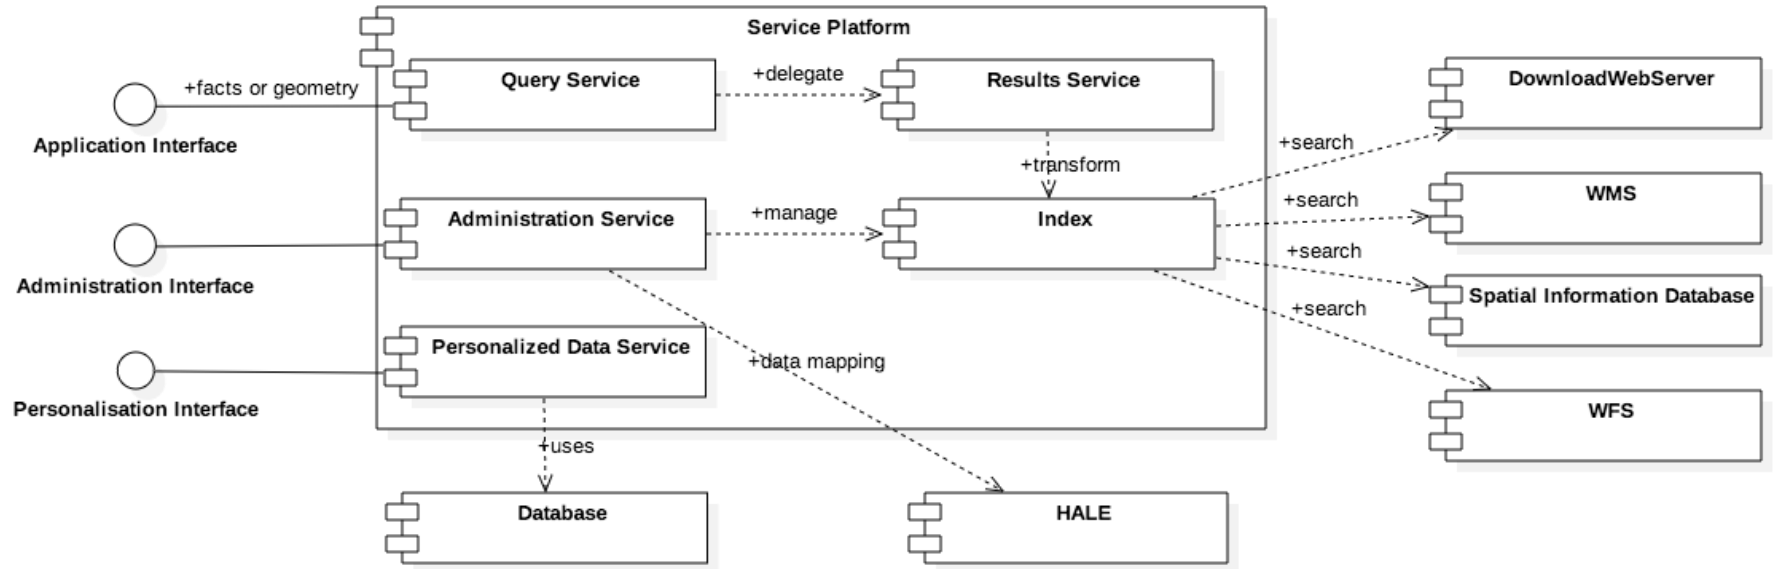 Service Platform
+facts or geometry
Query Service
+delegate
Results Service
DownloadWebServer
Application Interface
+transform
+search
WMS
Administration Service
+manage
Index
+search
Administration Interface
+search
Spatial Information Database
+search
Personalized Data Service
+data mapping
Personalisation Interface
WFS
+uses
Database
HALE